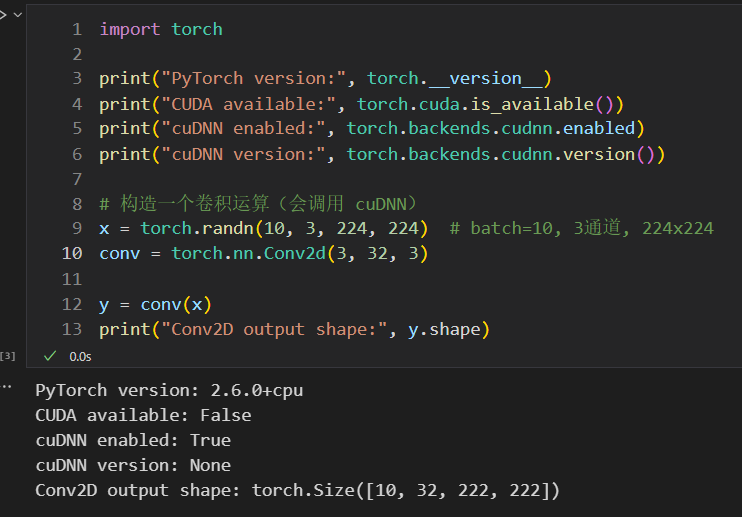 1 import torch
2
3 print("PyTorch version:", torch.__version__)
4 print("CUDA available:", torch.cuda.is_available())
5 print("cuDNN enabled:", torch.backends.cudnn.enabled)
6 print("cuDNN version:", torch.backends.cudnn.version())
7
8 # 构造一个卷积运算（会调用 cuDNN）
9 x = torch.randn(10, 3, 224, 224)  # batch=10, 3通道, 224x224
10 conv = torch.nn.Conv2d(3, 32, 3)
11
12 y = conv(x)
13 print("Conv2D output shape:", y.shape)
[3] ✓ 0.0s
... PyTorch version: 2.6.0+cpu
CUDA available: False
cuDNN enabled: True
cuDNN version: None
Conv2D output shape: torch.Size([10, 32, 222, 222])